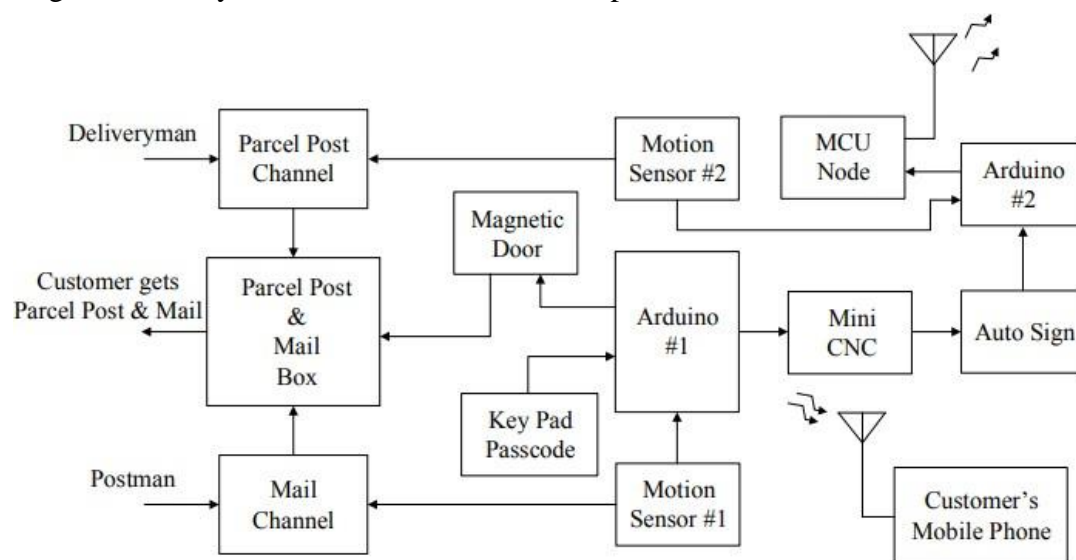 Deliveryman
Parcel Post
Channel
Motion
Sensor #2
MCU
Node
Arduino
#2
Magnetic
Door
Customer gets
Parcel Post & Mail
Parcel Post
&
Mail
Box
Arduino
#1
Mini
CNC
Auto Sign
Key Pad
Passcode
Postman
Mail
Channel
Motion
Sensor #1
Customer's
Mobile Phone